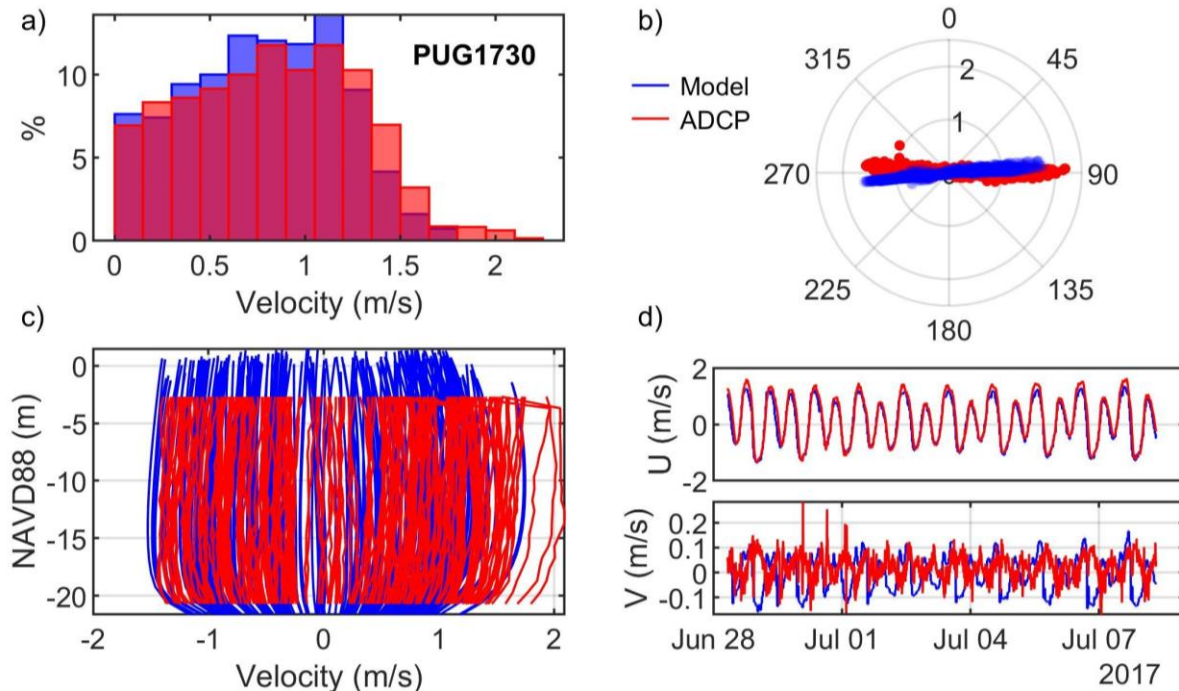 a)
PUG1730
10
5
0
%
0 0.5 1 1.5 2
Velocity (m/s)
b)
Model
ADCP
0
45
90
135
180
225
270
315
2
1
c)
0
-5
-10
-15
-20
NAVD88 (m)
-2 -1 0 1 2
Velocity (m/s)
d)
2
0
-2
U (m/s)
0.2
0.1
0
-0.1
V (m/s)
Jun 28 Jul 01 Jul 04 Jul 07
2017